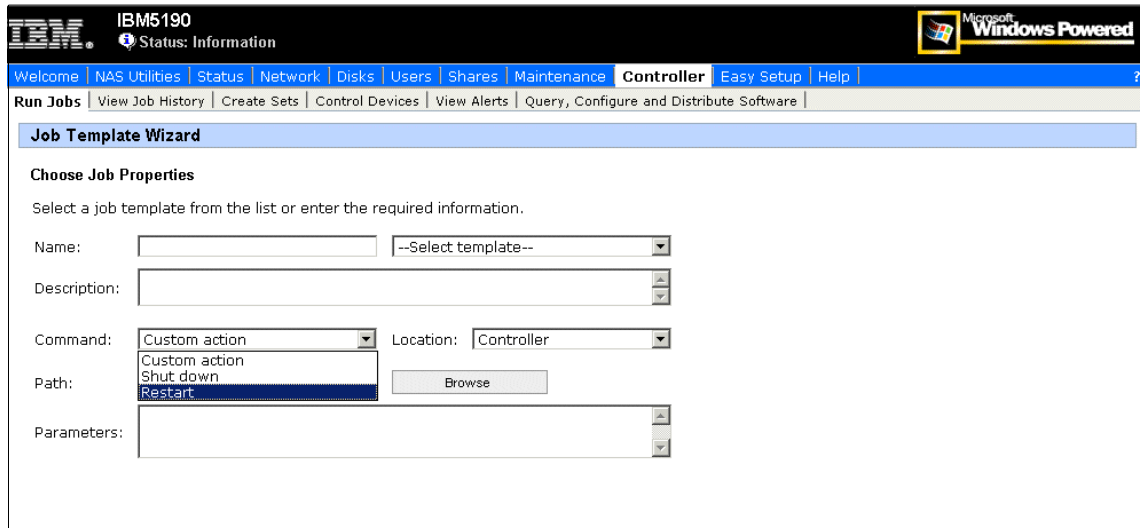 IBM®
IBM5190
Status: Information
Microsoft
Windows Powered
Welcome | NAS Utilities | Status | Network | Disks | Users | Shares | Maintenance | Controller | Easy Setup | Help | ?
Run Jobs | View Job History | Create Sets | Control Devices | View Alerts | Query, Configure and Distribute Software |
Job Template Wizard
Choose Job Properties
Select a job template from the list or enter the required information.
Name: --Select template--
Description:
Command: Custom action Location: Controller
Custom action
Shut down
Path: Browse
Restart
Parameters: